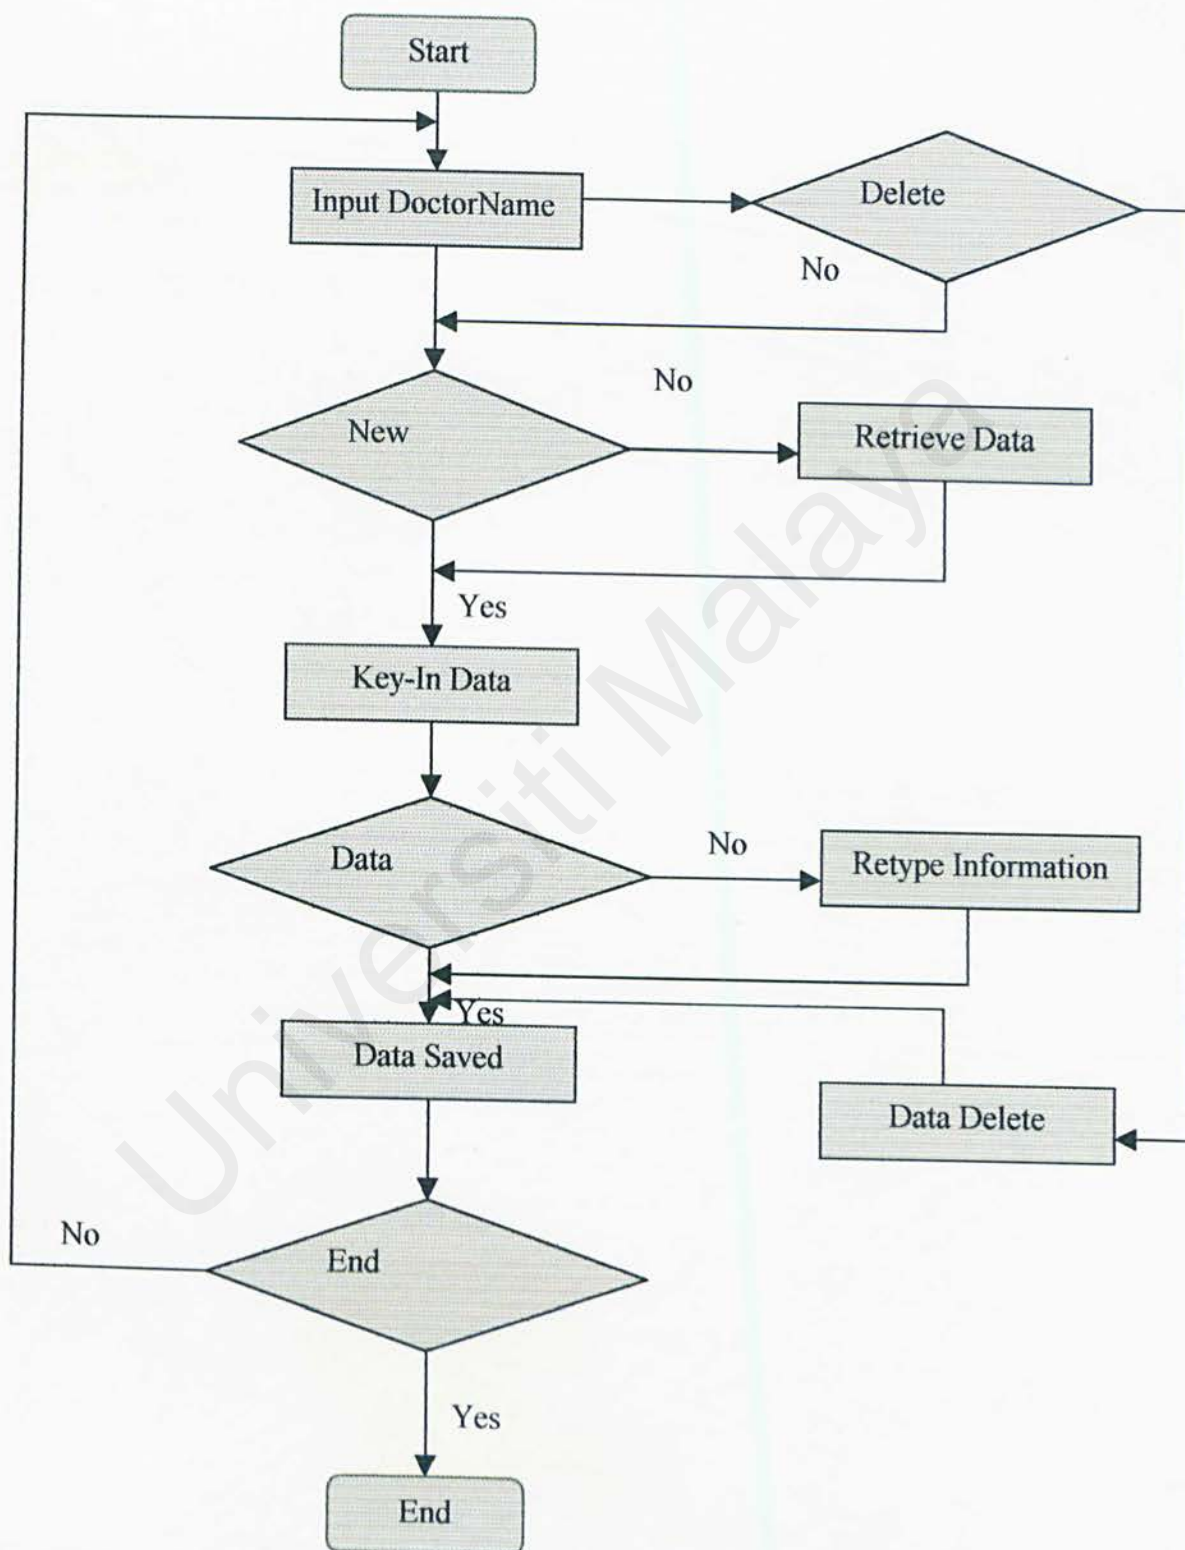 Start
Input DoctorName
Delete
No
New
No
Retrieve Data
Yes
Key-In Data
Data
No
Retype Information
Yes
Data Saved
Data Delete
No
End
Yes
End
Universiti Malaya